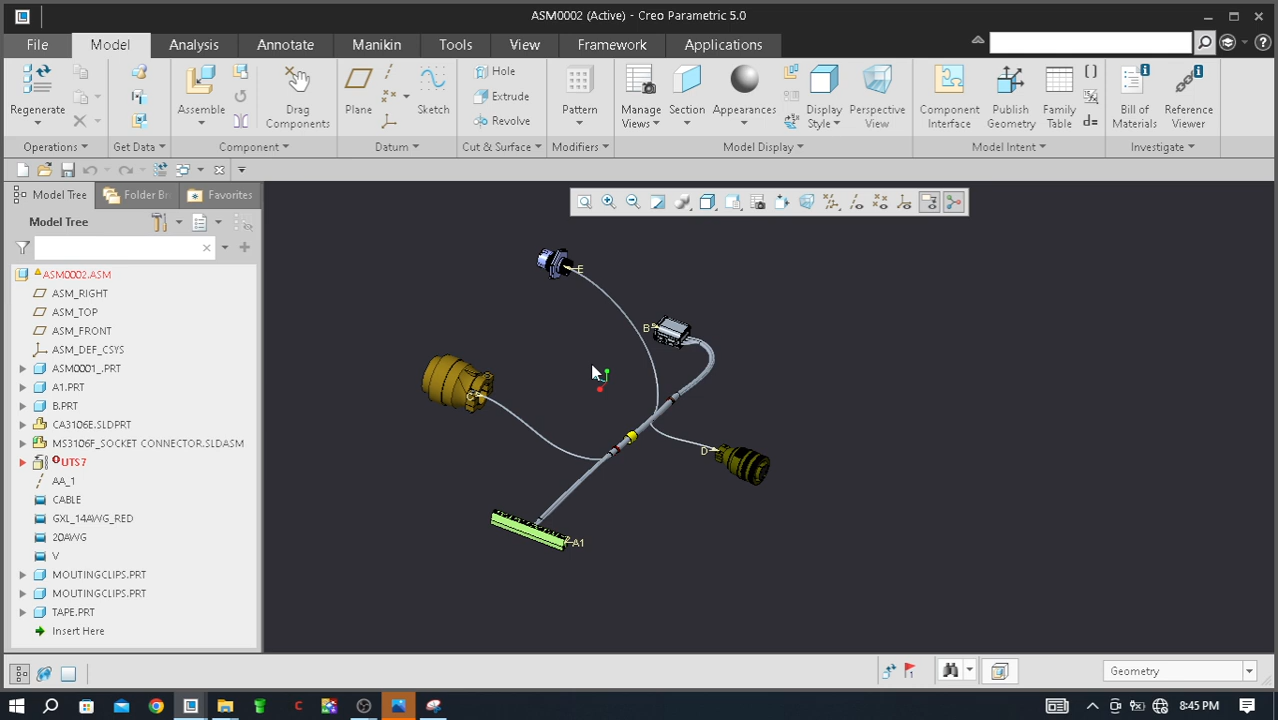 ASM0002 (Active) - Creo Parametric 5.0
File Model Analysis Annotate Manikin Tools View Framework Applications
Regenerate
Assemble
Drag Components
Plane
Sketch
Hole
Extrude
Revolve
Pattern
Manage Views
Section
Appearances
Display Style
Perspective View
Component Interface
Publish Geometry
Family Table
Bill of Materials
Reference Viewer
Operations Get Data Component Datum Cut & Surface Modifiers Model Display Model Intent Investigate
Model Tree Folder Br Favorites
Model Tree
ASM0002.ASM
ASM_RIGHT
ASM_TOP
ASM_FRONT
ASM_DEF_CSYS
ASM0001_.PRT
A1.PRT
B.PRT
CA3106E.SLDPRT
MS3106F_SOCKET CONNECTOR.SLDASM
UTS7
AA_1
CABLE
GXL_14AWG_RED
20AWG
V
MOUTINGCLIPS.PRT
MOUTINGCLIPS.PRT
TAPE.PRT
Insert Here
E
B
C
D
A1
1
Geometry
8:45 PM